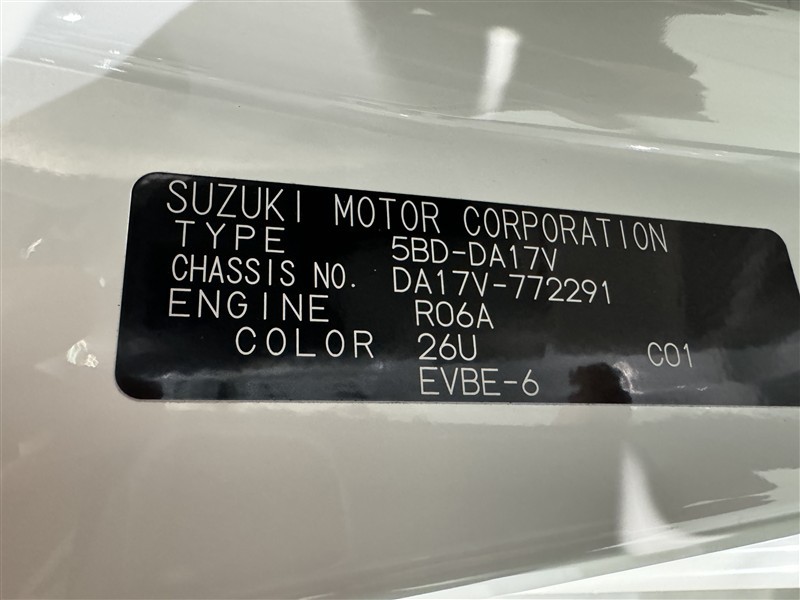 SUZUKI MOTOR CORPORATION
TYPE 5BD-DA17V
CHASSIS NO. DA17V-772291
ENGINE R06A
COLOR 26U C01
EVBE-6